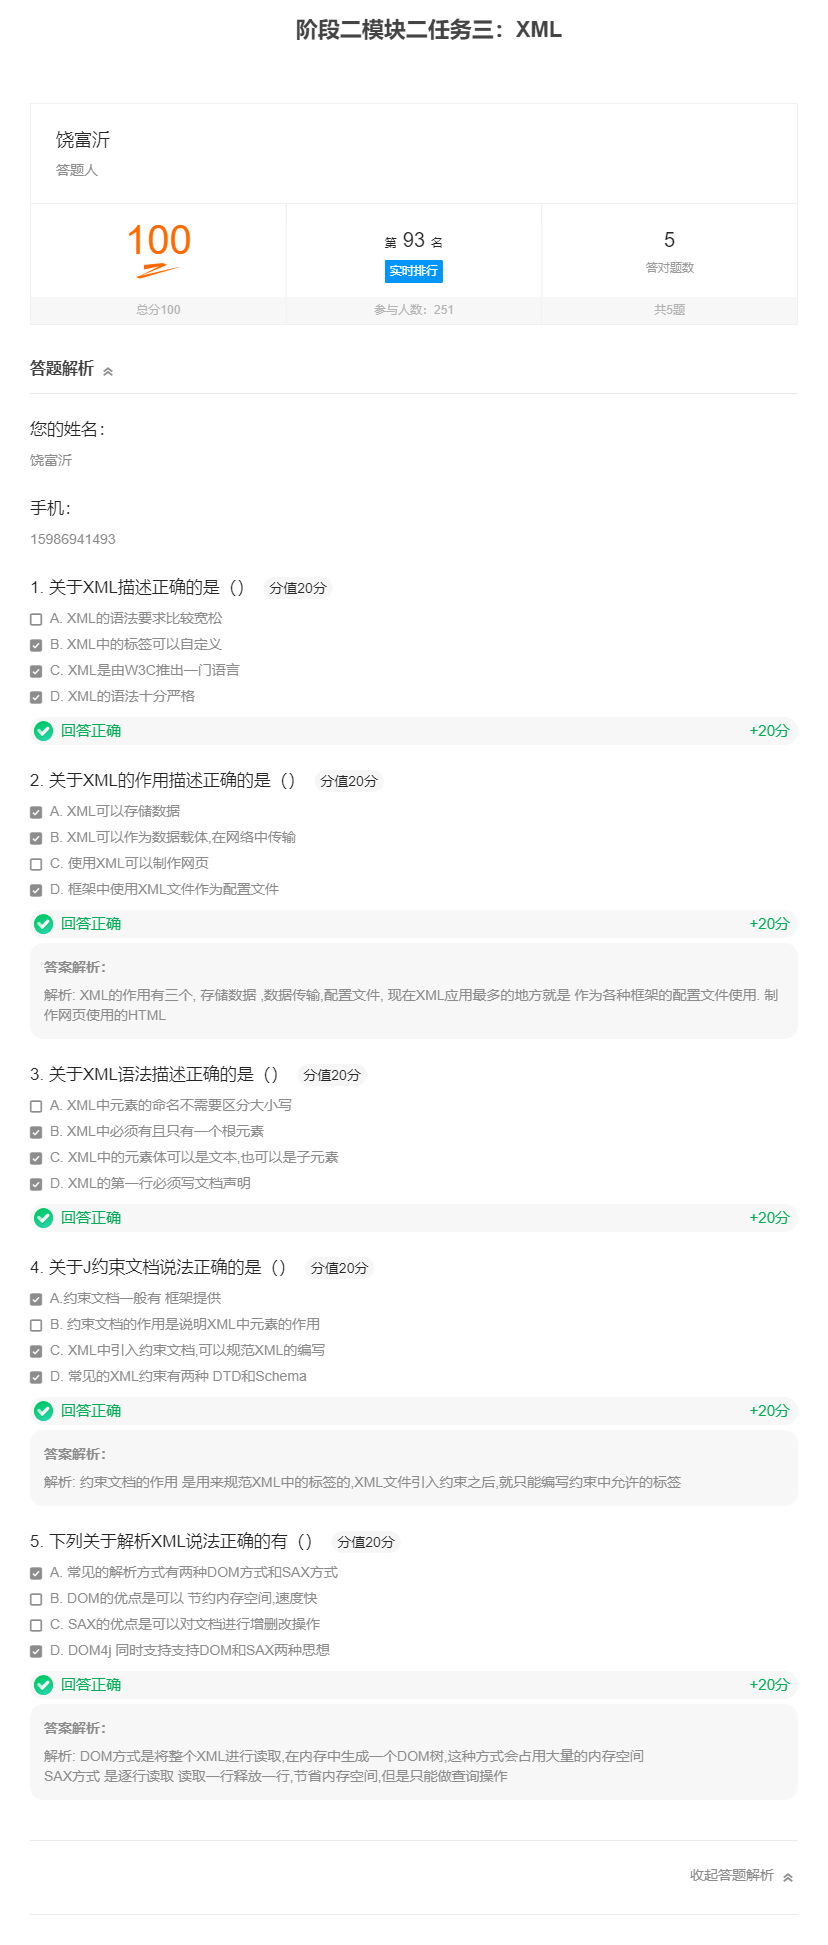 阶段二模块二任务三：XML
饶富沂
答题人
100
第 93 名
实时排行
5
答对题数
总分100
参与人数：251
共5题
答题解析
您的姓名：
饶富沂
手机：
15986941493
1. 关于XML描述正确的是（） 分值20分
A. XML的语法要求比较宽松
B. XML中的标签可以自定义
C. XML是由W3C推出一门语言
D. XML的语法十分严格
回答正确 +20分
2. 关于XML的作用描述正确的是（） 分值20分
A. XML可以存储数据
B. XML可以作为数据载体,在网络中传输
C. 使用XML可以制作网页
D. 框架中使用XML文件作为配置文件
回答正确 +20分
答案解析：
解析: XML的作用有三个, 存储数据 ,数据传输,配置文件, 现在XML应用最多的地方就是 作为各种框架的配置文件使用. 制
作网页使用的HTML
3. 关于XML语法描述正确的是（） 分值20分
A. XML中元素的命名不需要区分大小写
B. XML中必须有且只有一个根元素
C. XML中的元素体可以是文本,也可以是子元素
D. XML的第一行必须写文档声明
回答正确 +20分
4. 关于J约束文档说法正确的是（） 分值20分
A.约束文档一般有 框架提供
B. 约束文档的作用是说明XML中元素的作用
C. XML中引入约束文档,可以规范XML的编写
D. 常见的XML约束有两种 DTD和Schema
回答正确 +20分
答案解析：
解析: 约束文档的作用 是用来规范XML中的标签的,XML文件引入约束之后,就只能编写约束中允许的标签
5. 下列关于解析XML说法正确的有（） 分值20分
A. 常见的解析方式有两种DOM方式和SAX方式
B. DOM的优点是可以 节约内存空间,速度快
C. SAX的优点是可以对文档进行增删改操作
D. DOM4j 同时支持支持DOM和SAX两种思想
回答正确 +20分
答案解析：
解析: DOM方式是将整个XML进行读取,在内存中生成一个DOM树,这种方式会占用大量的内存空间
SAX方式 是逐行读取 读取一行释放一行,节省内存空间,但是只能做查询操作
收起答题解析